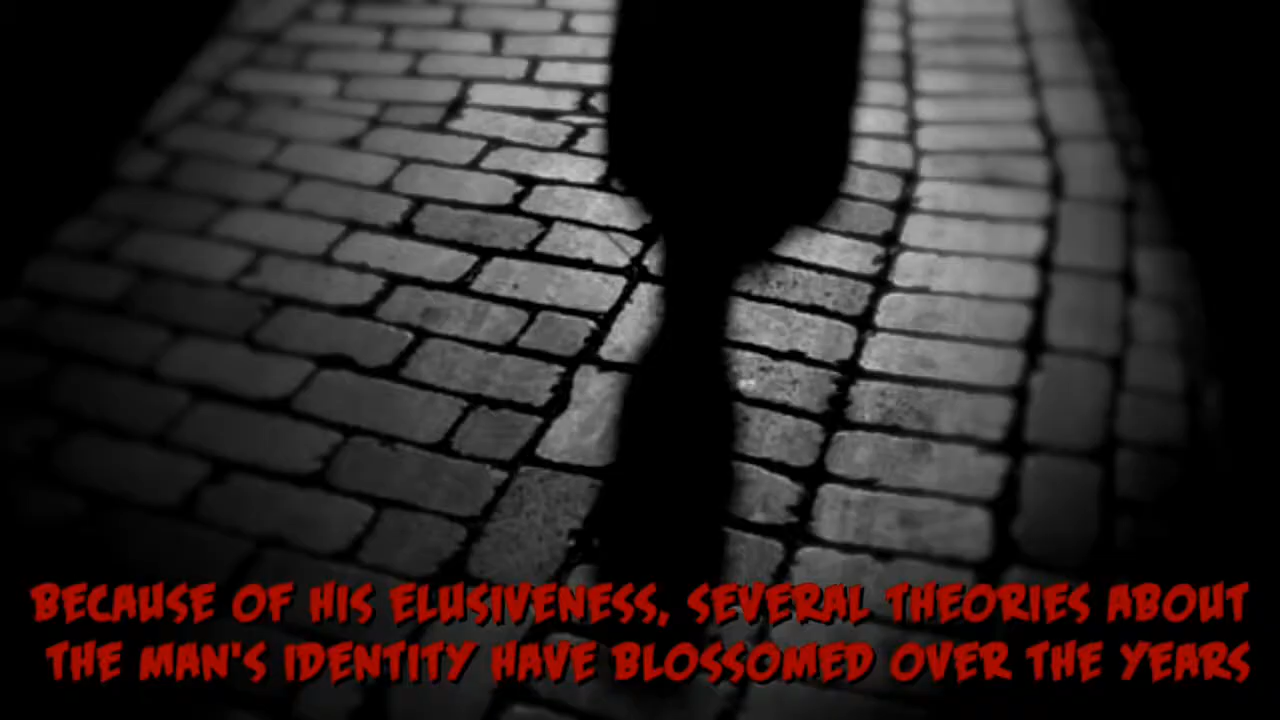 BECAUSE OF HIS ELUSIVENESS, SEVERAL THEORIES ABOUT
THE MAN'S IDENTITY HAVE BLOSSOMED OVER THE YEARS